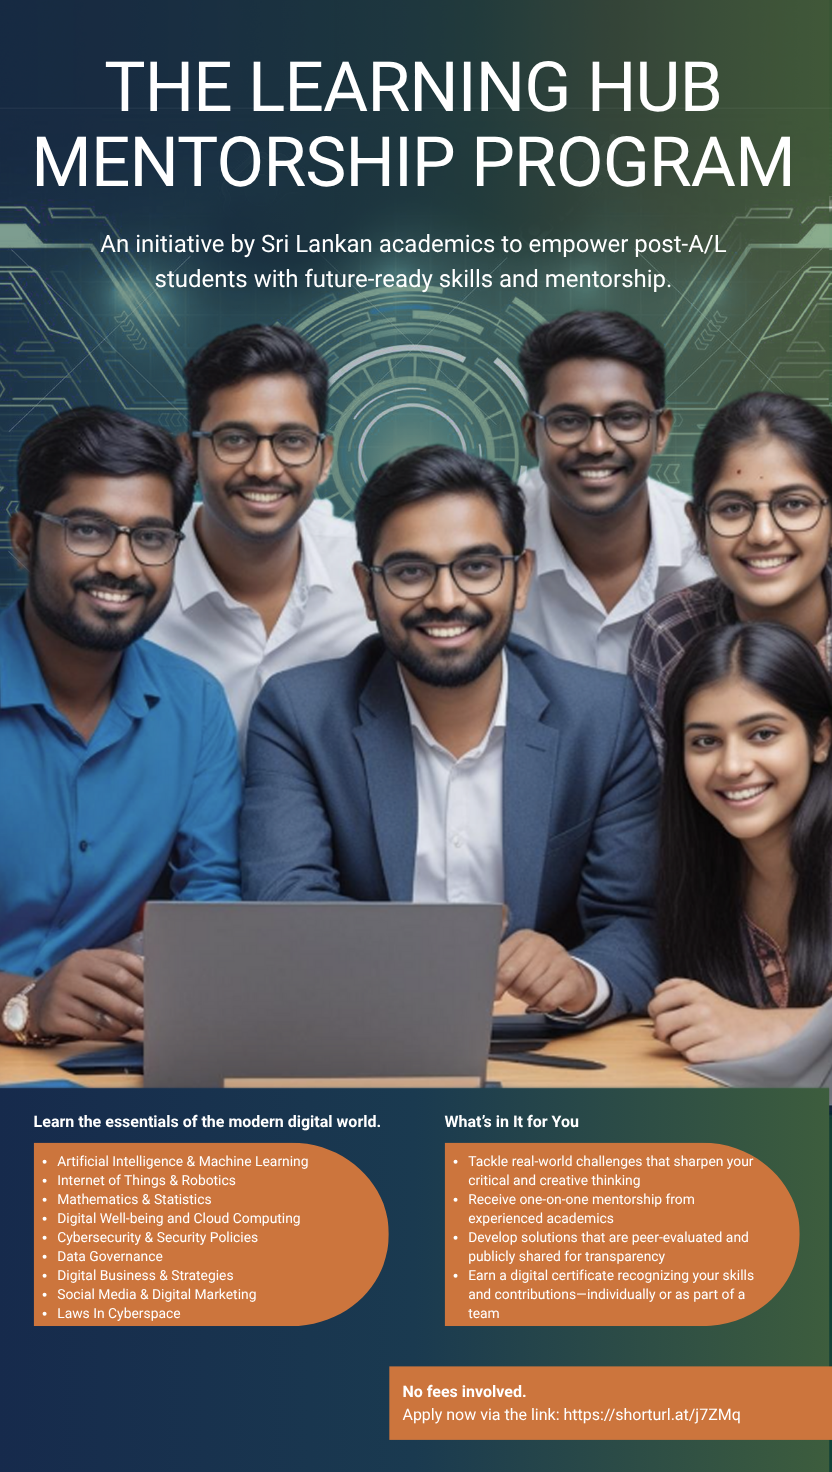 THE LEARNING HUB
MENTORSHIP PROGRAM
An initiative by Sri Lankan academics to empower post-A/L
students with future-ready skills and mentorship.
Learn the essentials of the modern digital world.
• Artificial Intelligence & Machine Learning
• Internet of Things & Robotics
• Mathematics & Statistics
• Digital Well-being and Cloud Computing
• Cybersecurity & Security Policies
• Data Governance
• Digital Business & Strategies
• Social Media & Digital Marketing
• Laws In Cyberspace
What’s in It for You
• Tackle real-world challenges that sharpen your
critical and creative thinking
• Receive one-on-one mentorship from
experienced academics
• Develop solutions that are peer-evaluated and
publicly shared for transparency
• Earn a digital certificate recognizing your skills
and contributions—individually or as part of a
team
No fees involved.
Apply now via the link: https://shorturl.at/j7ZMq